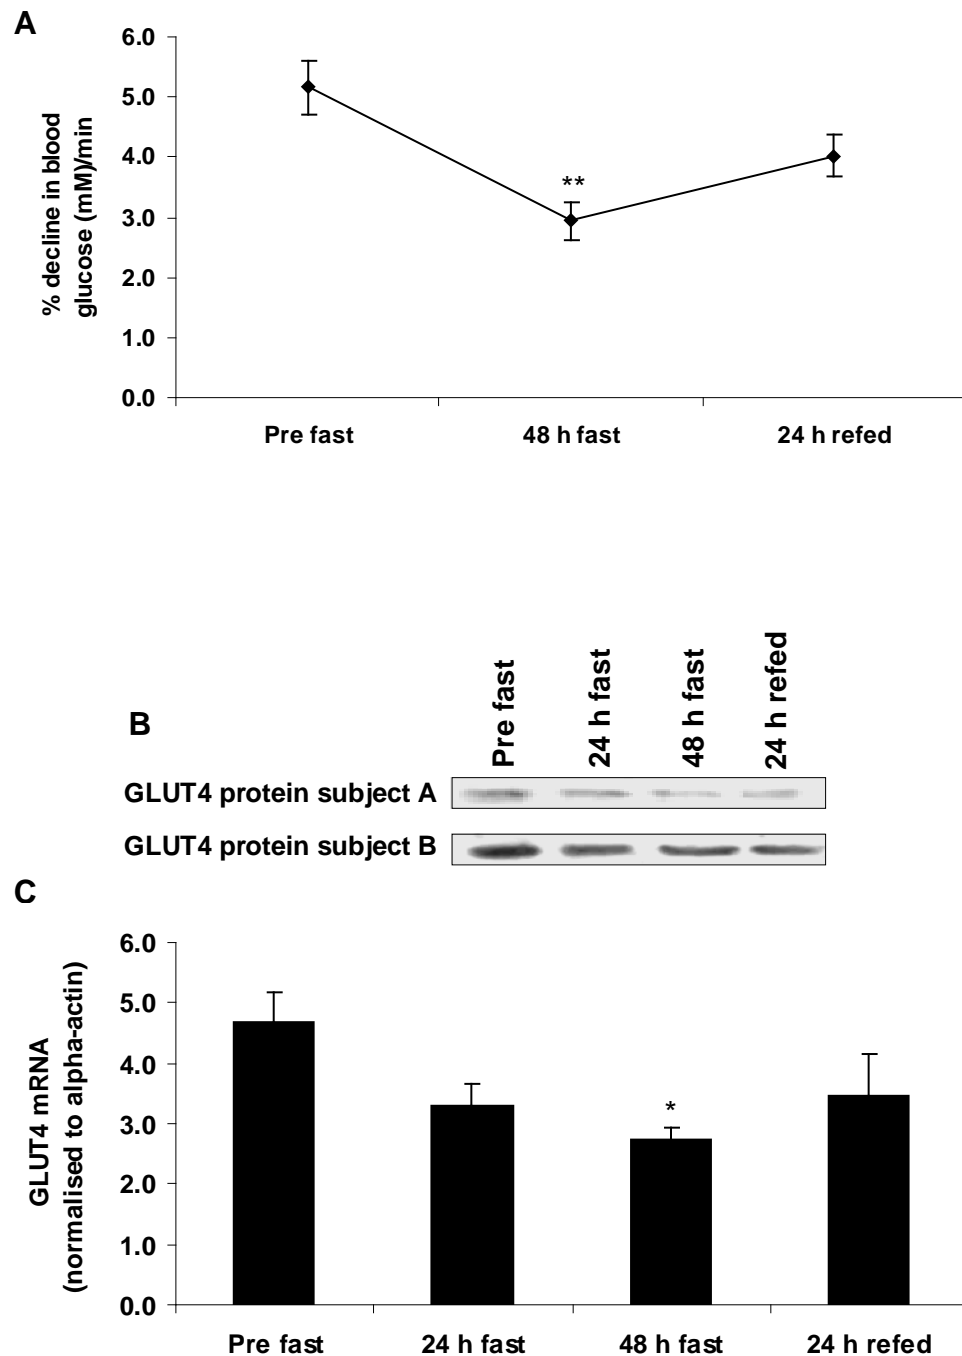 A
6.0
5.0
4.0
3.0
2.0
1.0
0.0
% decline in blood
glucose (mM)/min
**
Pre fast 48 h fast 24 h refed
B
Pre fast
24 h fast
48 h fast
24 h refed
GLUT4 protein subject A
GLUT4 protein subject B
C
6.0
5.0
4.0
3.0
2.0
1.0
0.0
GLUT4 mRNA
(normalised to alpha-actin)
*
Pre fast 24 h fast 48 h fast 24 h refed